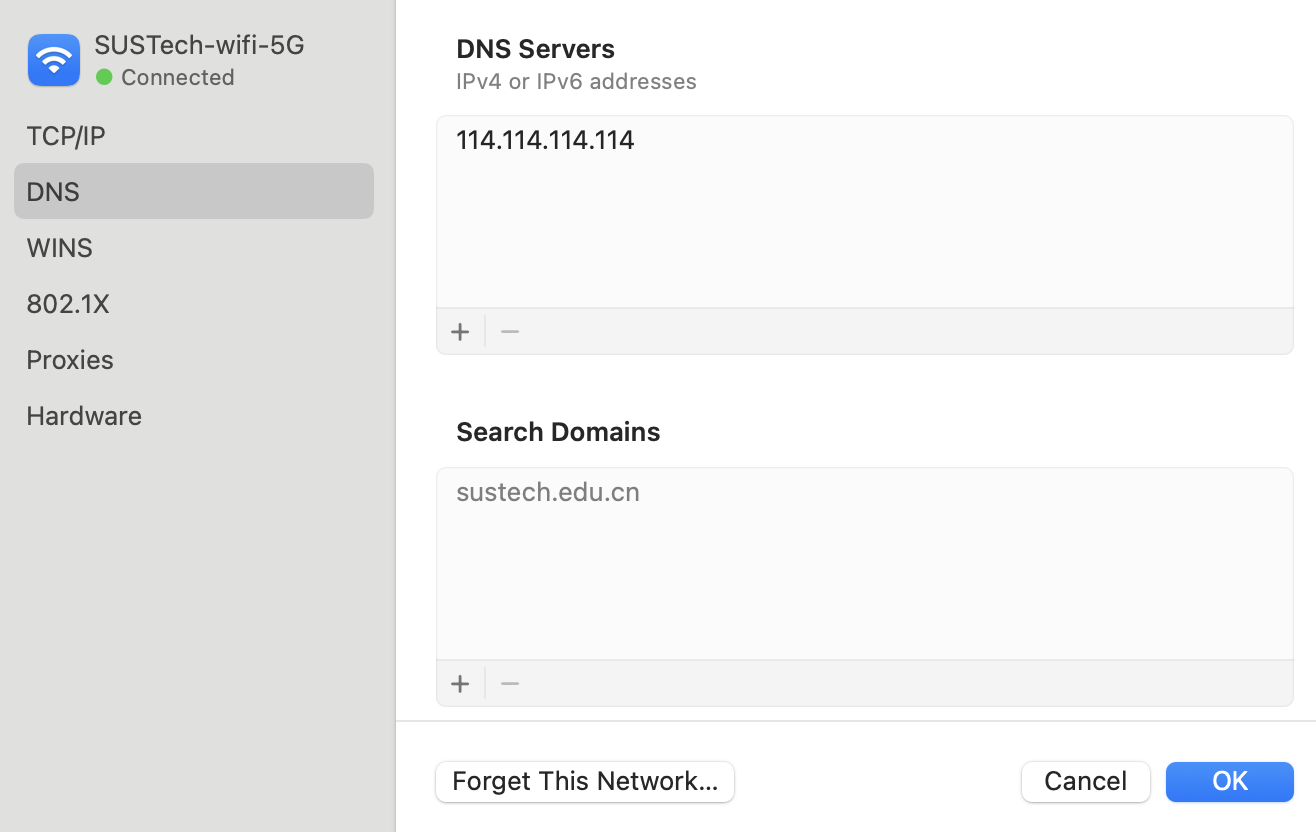 SUSTech-wifi-5G
Connected
TCP/IP
DNS
WINS
802.1X
Proxies
Hardware
DNS Servers
IPv4 or IPv6 addresses
114.114.114.114
+ −
Search Domains
sustech.edu.cn
+ −
Forget This Network...
Cancel
OK